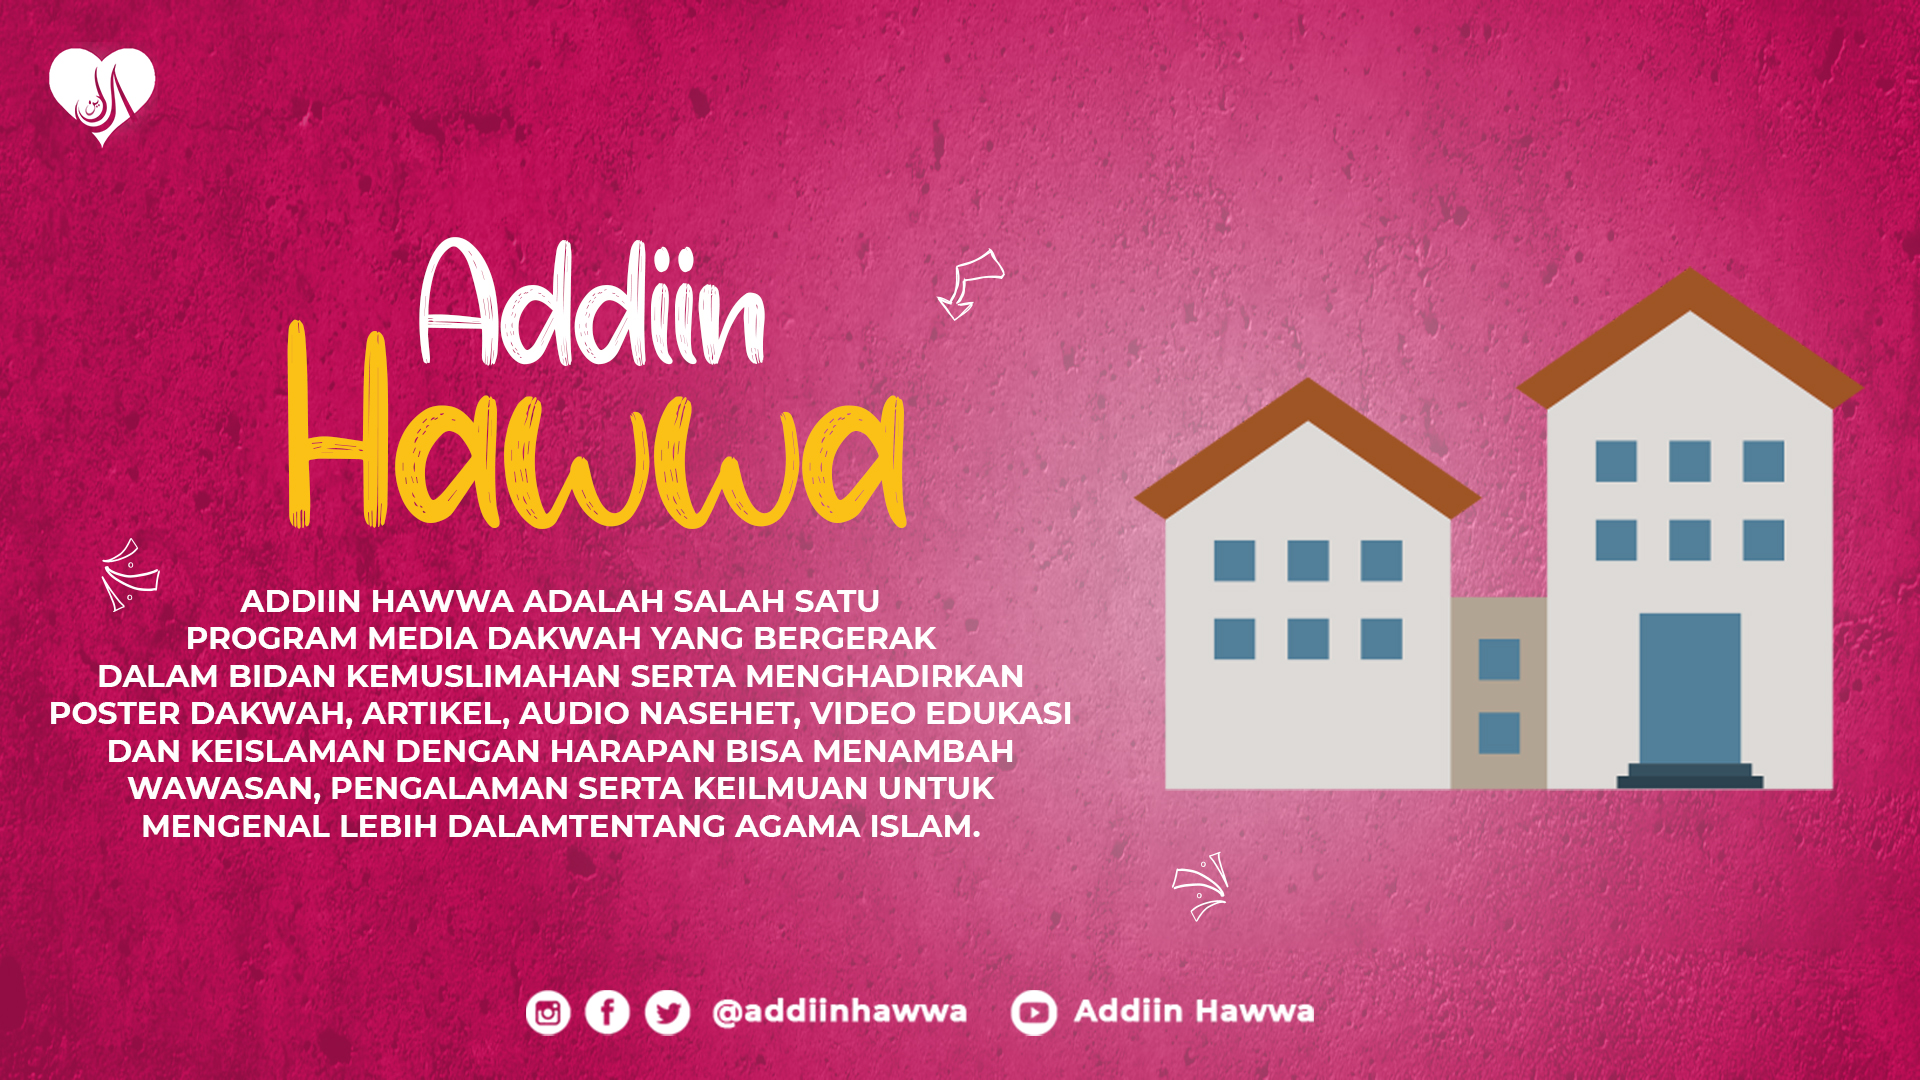 Addiin
Hawwa
ADDIIN HAWWA ADALAH SALAH SATU
PROGRAM MEDIA DAKWAH YANG BERGERAK
DALAM BIDAN KEMUSLIMAHAN SERTA MENGHADIRKAN
POSTER DAKWAH, ARTIKEL, AUDIO NASEHET, VIDEO EDUKASI
DAN KEISLAMAN DENGAN HARAPAN BISA MENAMBAH
WAWASAN, PENGALAMAN SERTA KEILMUAN UNTUK
MENGENAL LEBIH DALAMTENTANG AGAMA ISLAM.
@addiinhawwa
Addiin Hawwa